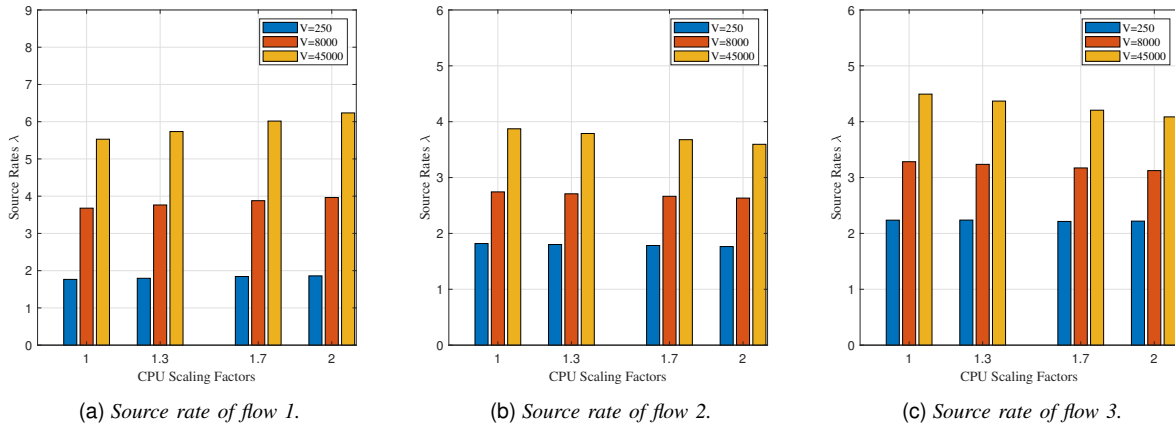 9
8
7
6
5
4
3
2
1
0
Source Rates λ
V=250
V=8000
V=45000
1 1.3 1.7 2
CPU Scaling Factors
(a) Source rate of flow 1.
6
5
4
3
2
1
0
Source Rates λ
V=250
V=8000
V=45000
1 1.3 1.7 2
CPU Scaling Factors
(b) Source rate of flow 2.
6
5
4
3
2
1
0
Source Rates λ
V=250
V=8000
V=45000
1 1.3 1.7 2
CPU Scaling Factors
(c) Source rate of flow 3.